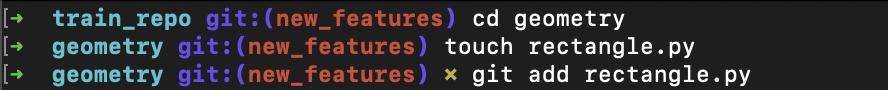 [➜  train_repo git:(new_features) cd geometry
[➜  geometry git:(new_features) touch rectangle.py
[➜  geometry git:(new_features) ✗ git add rectangle.py